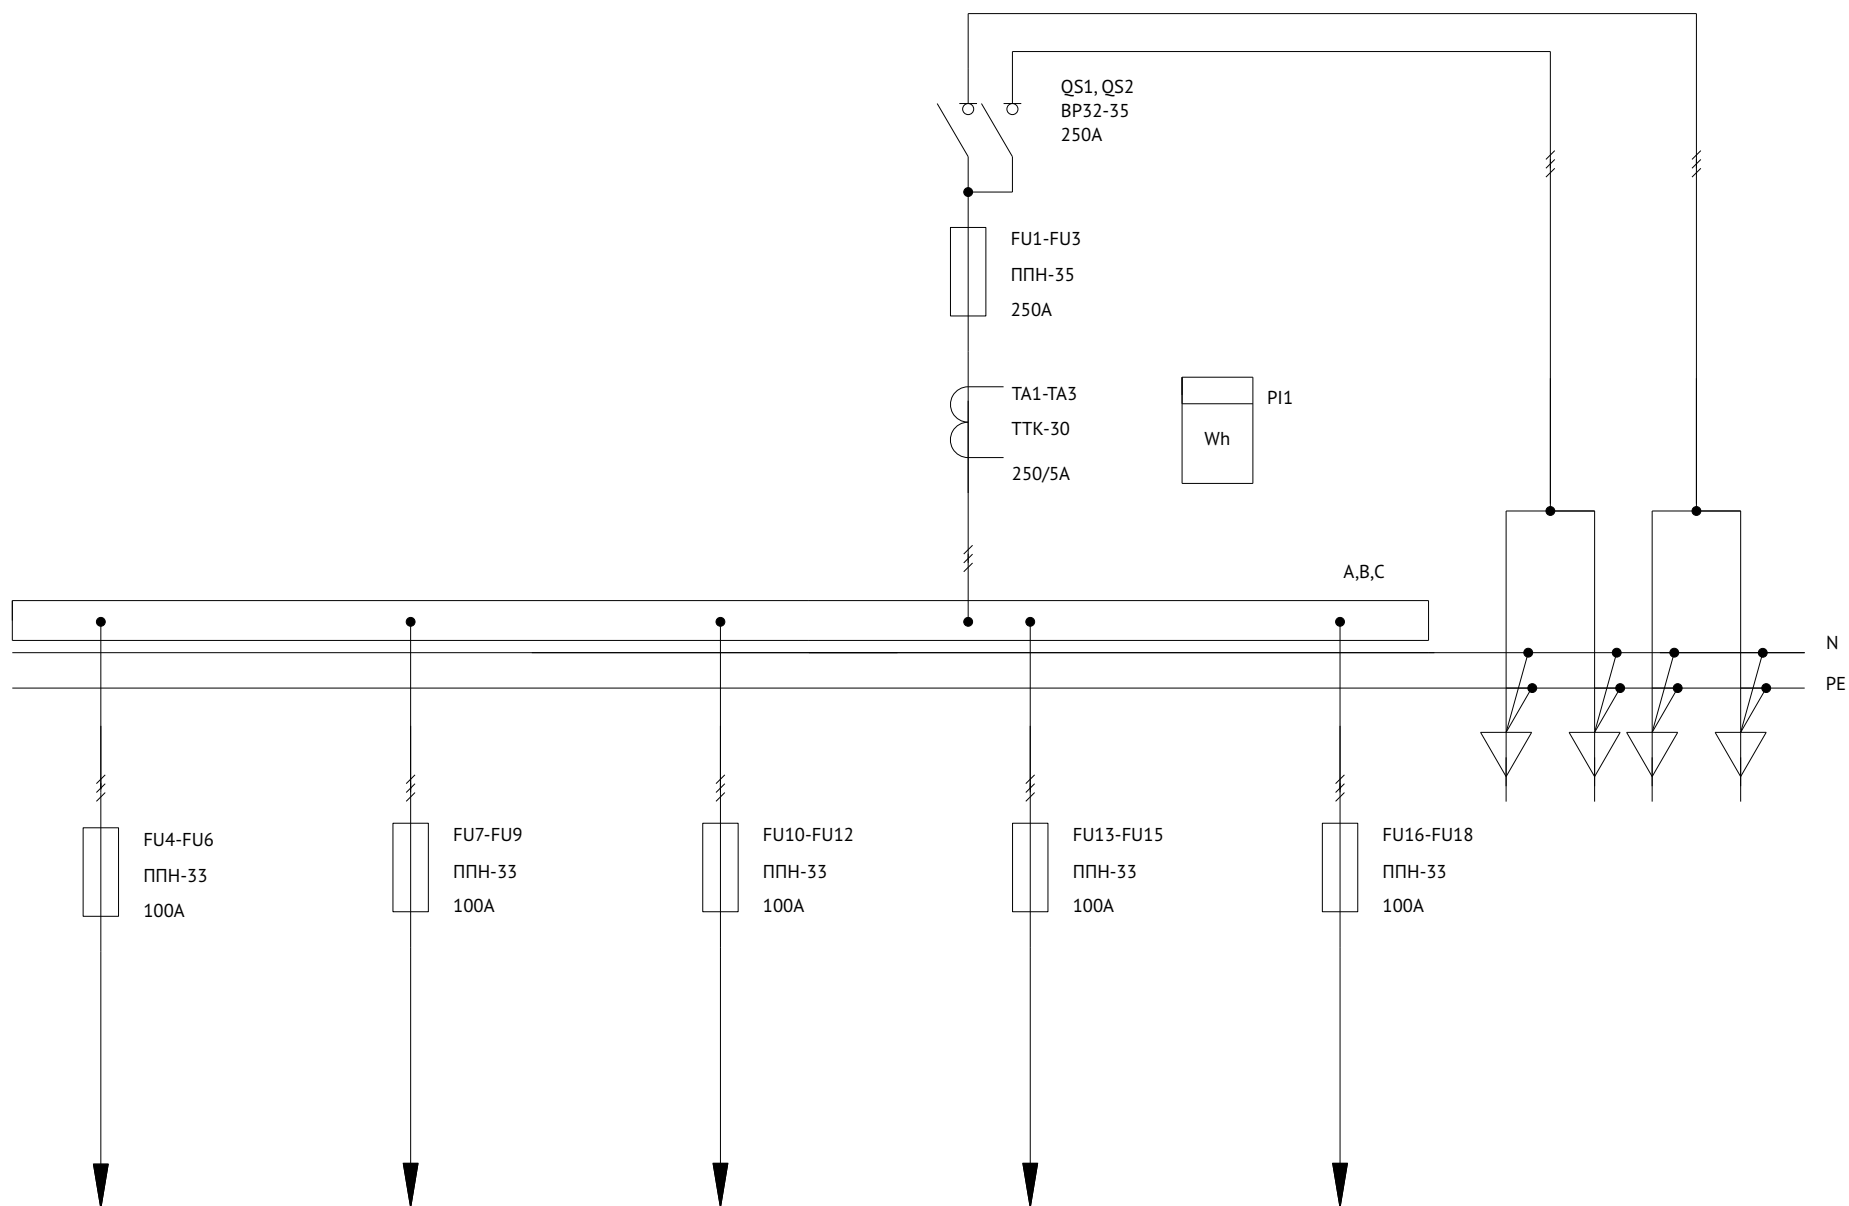 QS1, QS2
ВР32-35
250А
FU1-FU3
ППН-35
250А
TA1-TA3
ТТК-30
250/5А
PI1
Wh
A,B,C
N
PE
FU4-FU6
ППН-33
100А
FU7-FU9
ППН-33
100А
FU10-FU12
ППН-33
100А
FU13-FU15
ППН-33
100А
FU16-FU18
ППН-33
100А